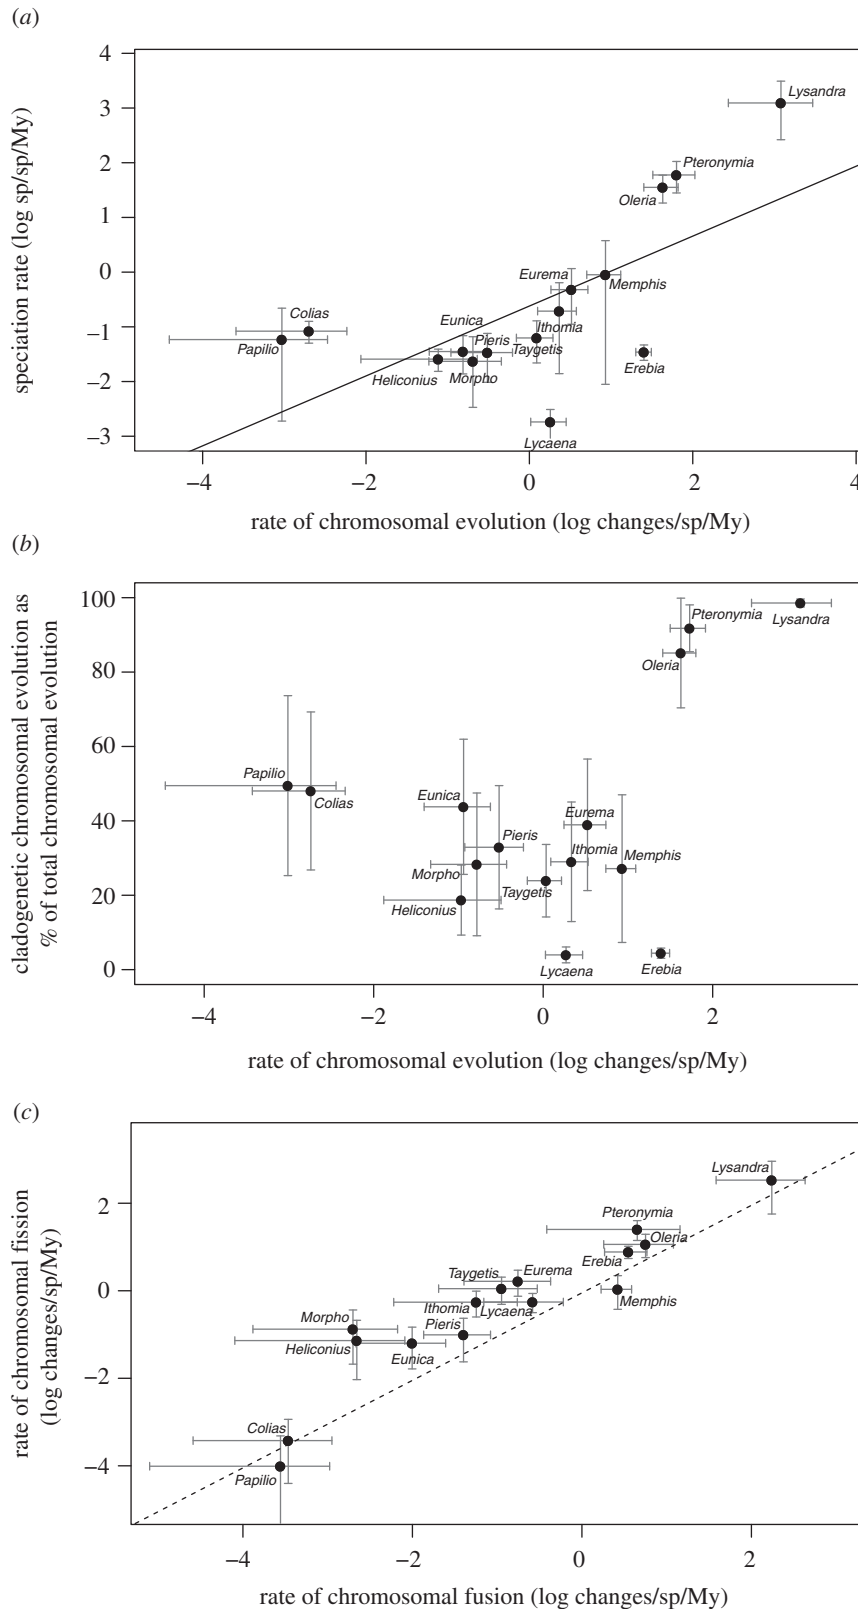 (a)
4
3
2
1
0
−1
−2
−3
speciation rate (log sp/sp/My)
Lysandra
Pteronymia
Oleria
Eurema
Memphis
Colias
Papilio
Eunica
Pieris
Ithomia
Taygetis
Heliconius
Morpho
Erebia
Lycaena
−4 −2 0 2 4
rate of chromosomal evolution (log changes/sp/My)
(b)
100
80
60
40
20
0
cladogenetic chromosomal evolution as
% of total chromosomal evolution
Pteronymia
Lysandra
Oleria
Papilio
Colias
Eunica
Eurema
Pieris
Ithomia
Memphis
Morpho
Taygetis
Heliconius
Lycaena
Erebia
−4 −2 0 2
rate of chromosomal evolution (log changes/sp/My)
(c)
2
0
−2
−4
rate of chromosomal fission
(log changes/sp/My)
Lysandra
Pteronymia
Oleria
Erebia
Taygetis
Eurema
Ithomia
Lycaena
Memphis
Morpho
Pieris
Heliconius
Eunica
Colias
Papilio
−4 −2 0 2
rate of chromosomal fusion (log changes/sp/My)